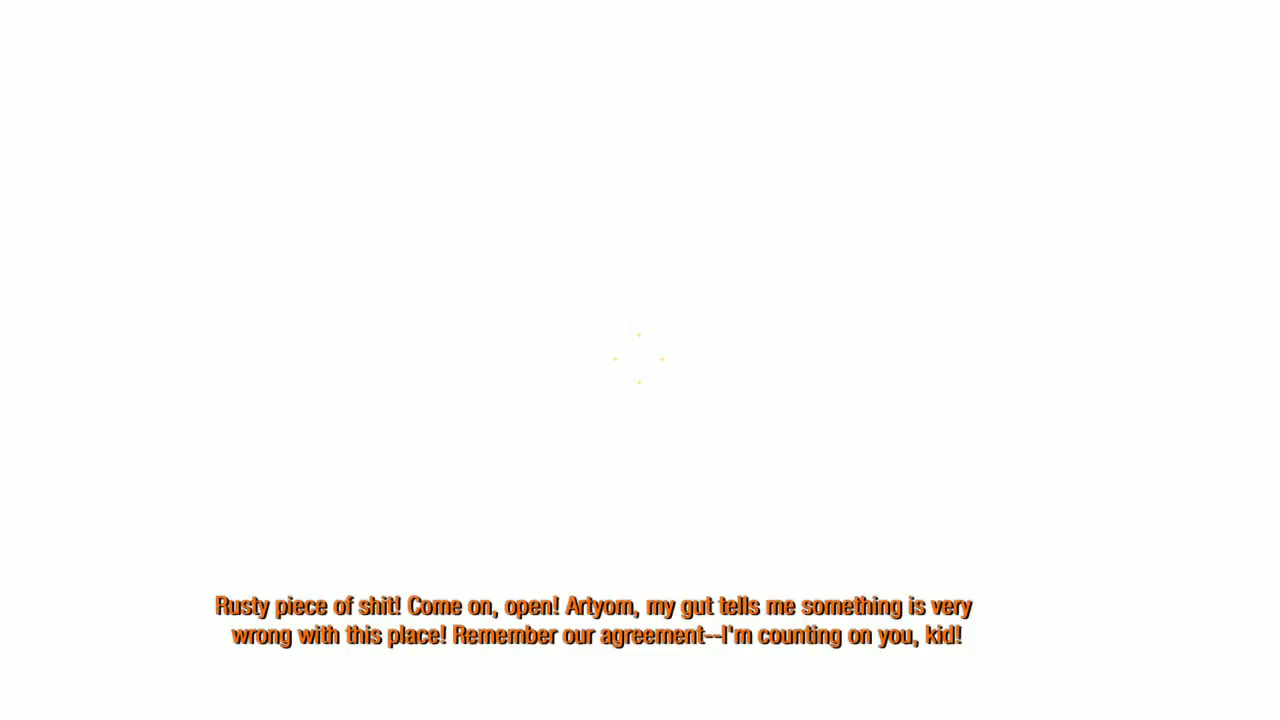 Rusty piece of shit! Come on, open! Artyom, my gut tells me something is very
wrong with this place! Remember our agreement--I'm counting on you, kid!